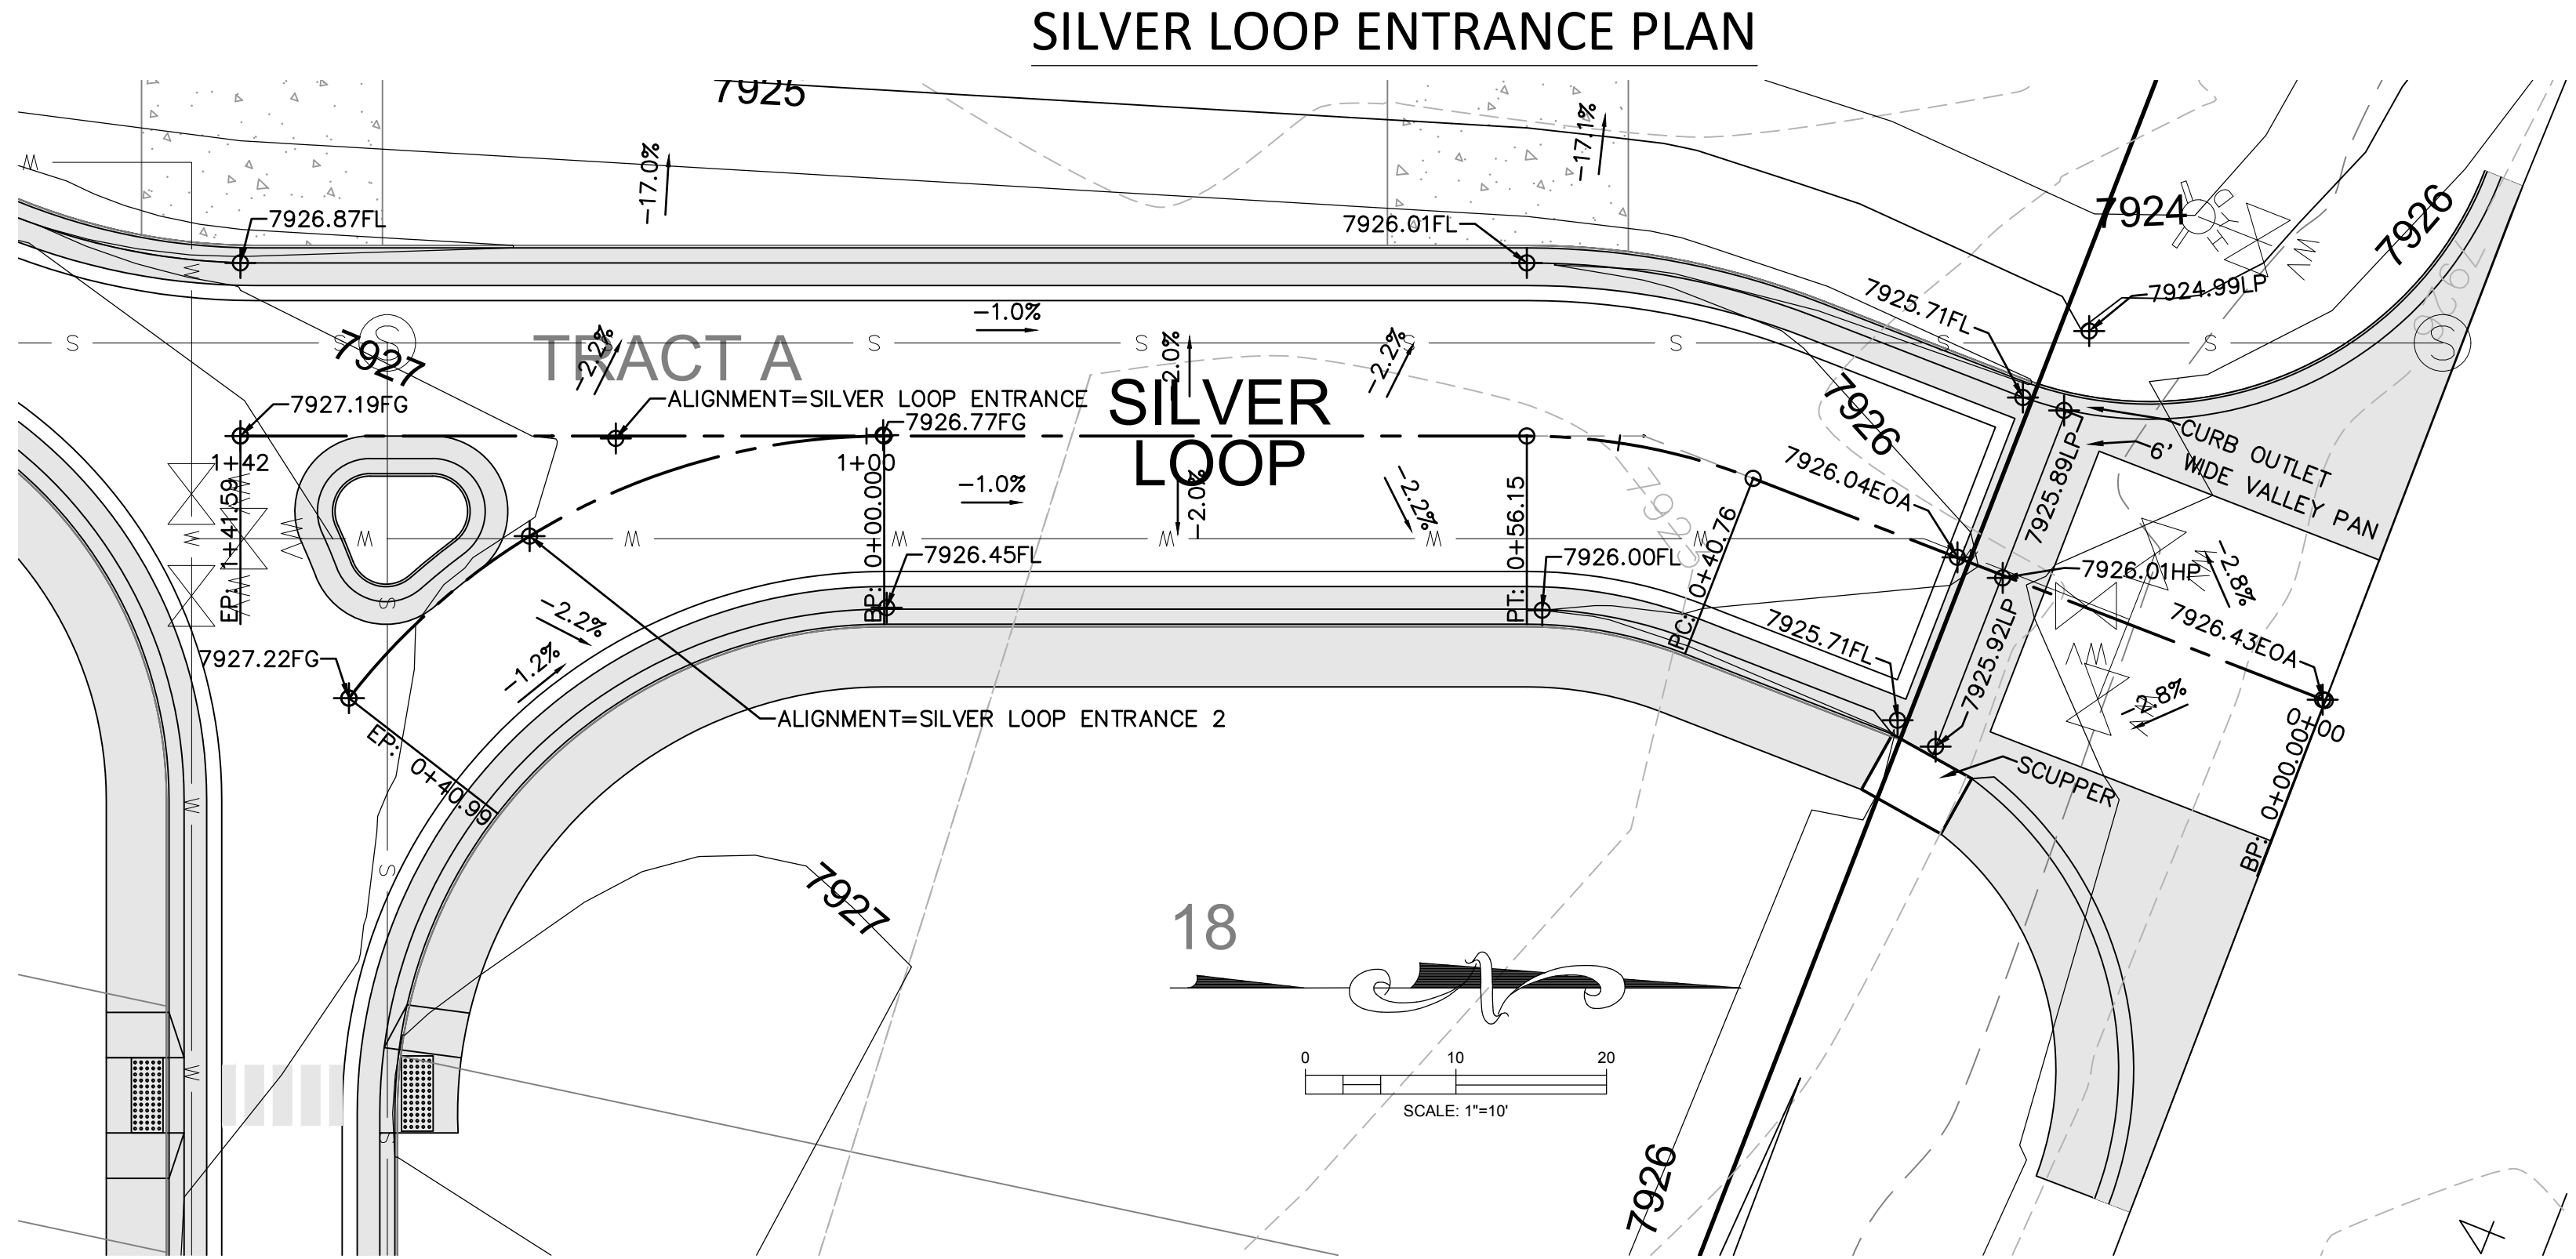 SILVER LOOP ENTRANCE PLAN
7925
-17.0%
-17.1%
W
7926.87FL
7926.01FL
7924
7926
7928
HYD
7924.99LP
7925.71FL
-1.0%
TRACT A
7927
-2.2%
-2.0%
-2.2%
ALIGNMENT=SILVER LOOP ENTRANCE
SILVER
LOOP
7927.19FG
7926.77FG
7926
1+42
1+00
EP: 1+41.59
BP: 0+00.00
-1.0%
-2.0%
-2.2%
PT: 0+56.15
PC: 0+40.76
7926.04EOA
7925.89LP
CURB OUTLET
6' WIDE VALLEY PAN
7926.45FL
7926.00FL
7926.01HP
-2.8%
7926.43EOA
7925.71FL
7925.92LP
-2.8%
0+00
BP: 0+00.00
-2.2%
-1.2%
7927.22FG
EP: 0+40.99
ALIGNMENT=SILVER LOOP ENTRANCE 2
SCUPPER
7927
18
N
0 10 20
SCALE: 1"=10'
7926
S
S
S
S
S
S
S
W
W
W
W
W